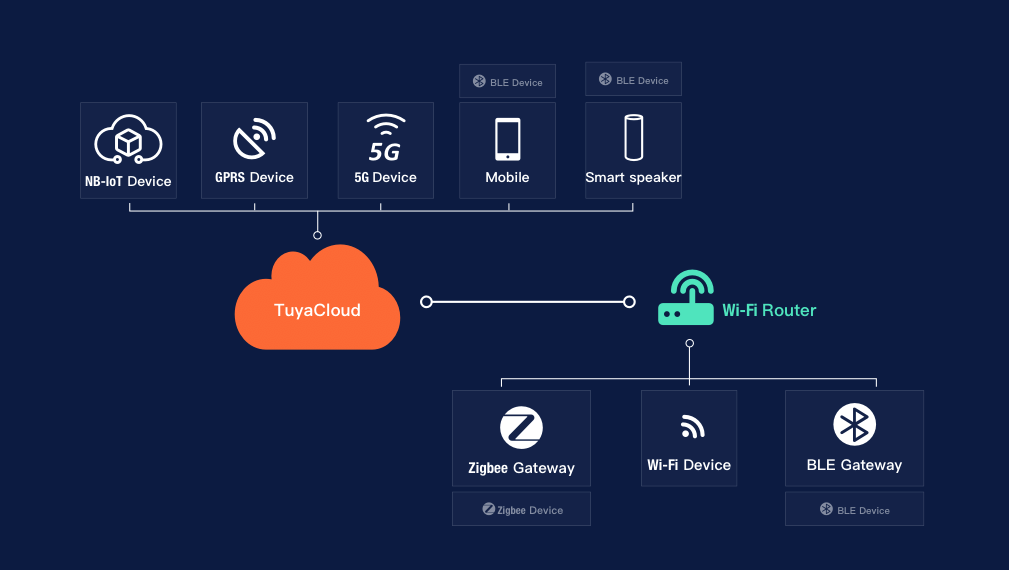 BLE Device
BLE Device
NB-IoT Device
GPRS Device
5G
5G Device
Mobile
Smart speaker
TuyaCloud
Wi-Fi Router
Zigbee Gateway
Wi-Fi Device
BLE Gateway
Zigbee Device
BLE Device